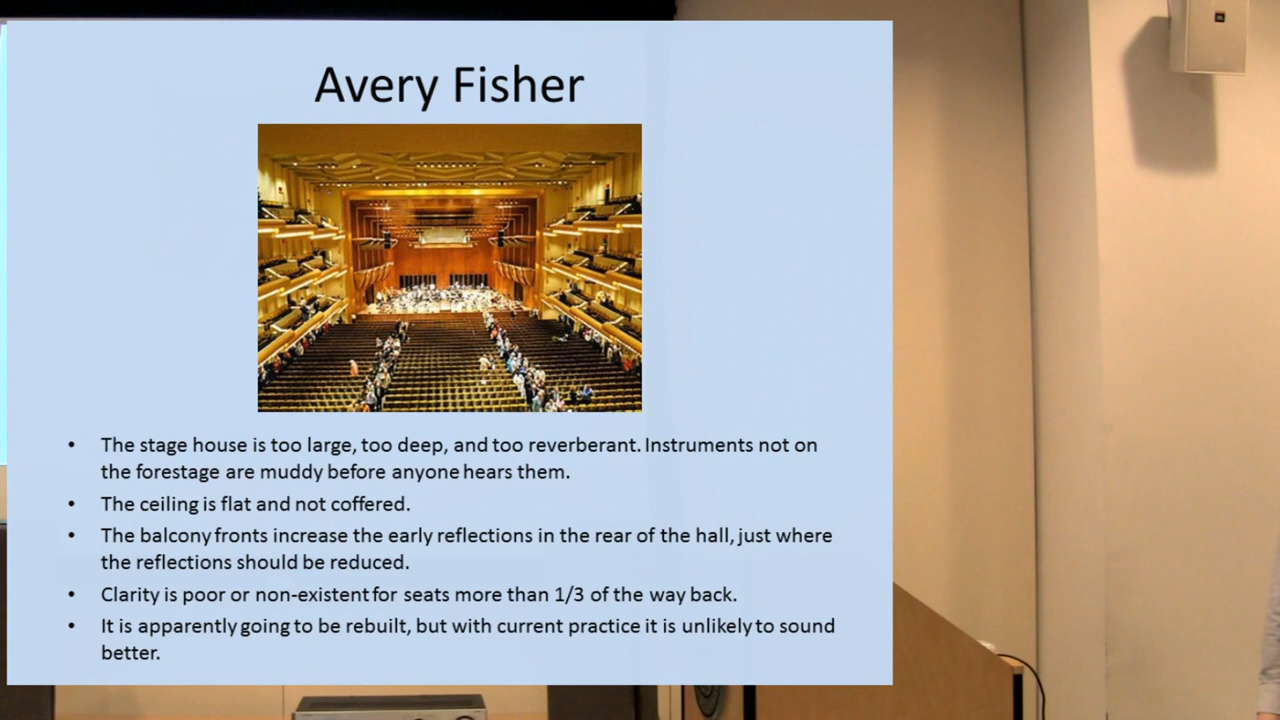 Avery Fisher
• The stage house is too large, too deep, and too reverberant. Instruments not on
the forestage are muddy before anyone hears them.
• The ceiling is flat and not coffered.
• The balcony fronts increase the early reflections in the rear of the hall, just where
the reflections should be reduced.
• Clarity is poor or non-existent for seats more than 1/3 of the way back.
• It is apparently going to be rebuilt, but with current practice it is unlikely to sound
better.